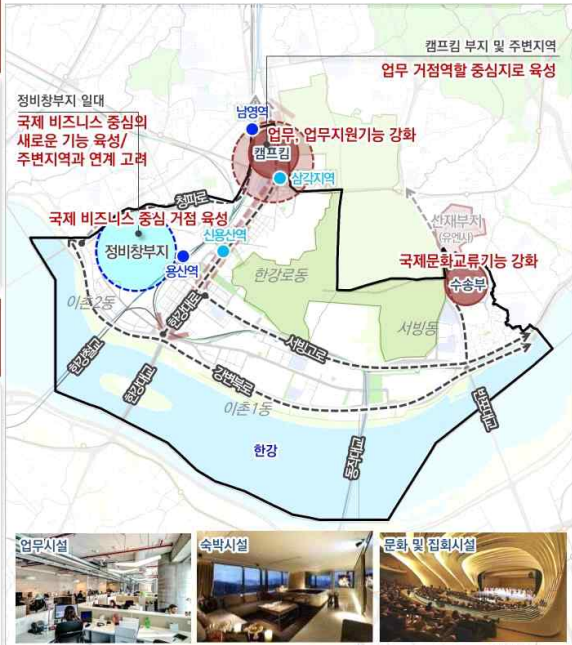 캠프킴 부지 및 주변지역
업무 거점역할 중심지로 육성
정비창부지 일대
국제 비즈니스 중심의
새로운 기능 육성/
주변지역과 연계 고려
남영역
업무, 업무지원기능 강화
캠프킴
삼각지역
청파로
국제 비즈니스 중심 거점 육성
정비창부지
신용산역
용산역
산재부지
(유엔사)
국제문화교류기능 강화
수송부
한강로동
이촌2동
한강대로
서빙고로
서빙동
한강철교
한강대교
강변북로
이촌1동
동작대교
반포대교
한강
업무시설
숙박시설
문화 및 집회시설